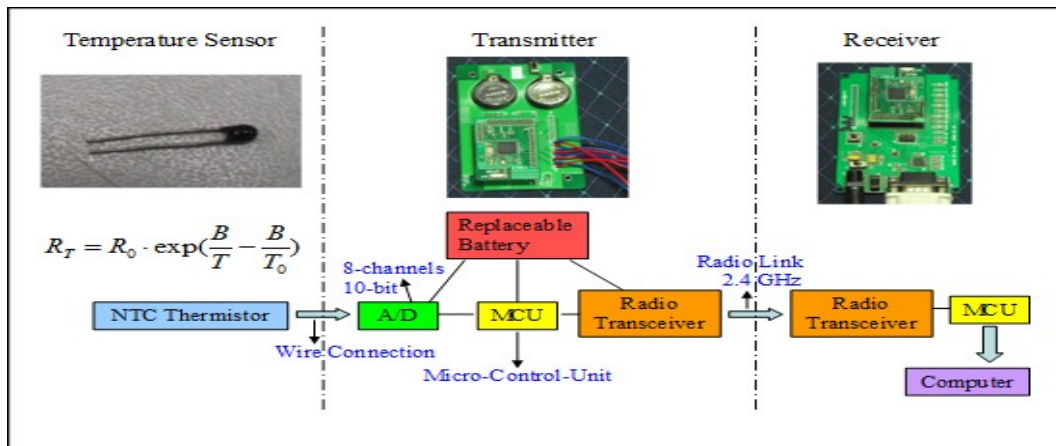 Temperature Sensor
Transmitter
Receiver
R_T = R_0 · exp(B/T − B/T_0)
Replaceable
Battery
8-channels
10-bit
Radio Link
2.4 GHz
NTC Thermistor
A/D
MCU
Radio
Transceiver
Radio
Transceiver
MCU
Wire Connection
Micro-Control-Unit
Computer